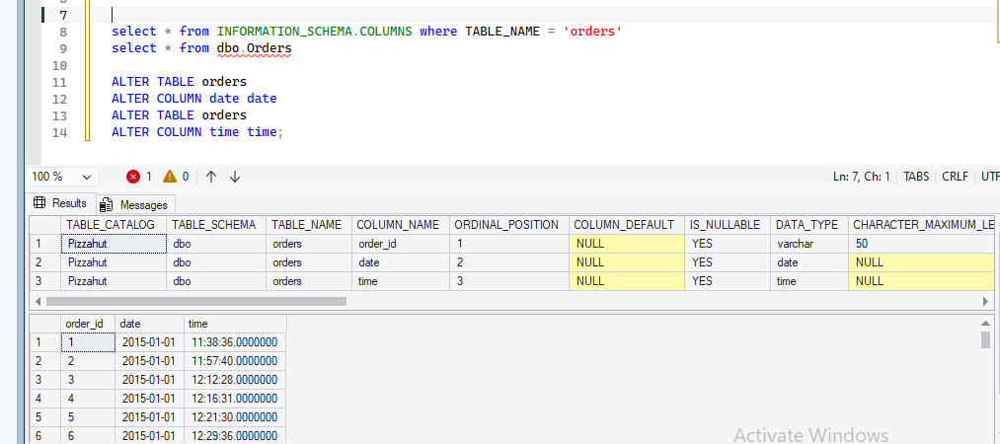 7
8 select * from INFORMATION_SCHEMA.COLUMNS where TABLE_NAME = 'orders'
9 select * from dbo.Orders
10
11 ALTER TABLE orders
12 ALTER COLUMN date date
13 ALTER TABLE orders
14 ALTER COLUMN time time;
100 % 1 0 Ln: 7, Ch: 1 TABS CRLF UTF
Results Messages
TABLE_CATALOG TABLE_SCHEMA TABLE_NAME COLUMN_NAME ORDINAL_POSITION COLUMN_DEFAULT IS_NULLABLE DATA_TYPE CHARACTER_MAXIMUM_LE
1 Pizzahut dbo orders order_id 1 NULL YES varchar 50
2 Pizzahut dbo orders date 2 NULL YES date NULL
3 Pizzahut dbo orders time 3 NULL YES time NULL
order_id date time
1 1 2015-01-01 11:38:36.0000000
2 2 2015-01-01 11:57:40.0000000
3 3 2015-01-01 12:12:28.0000000
4 4 2015-01-01 12:16:31.0000000
5 5 2015-01-01 12:21:30.0000000
6 6 2015-01-01 12:29:36.0000000
Activate Windows